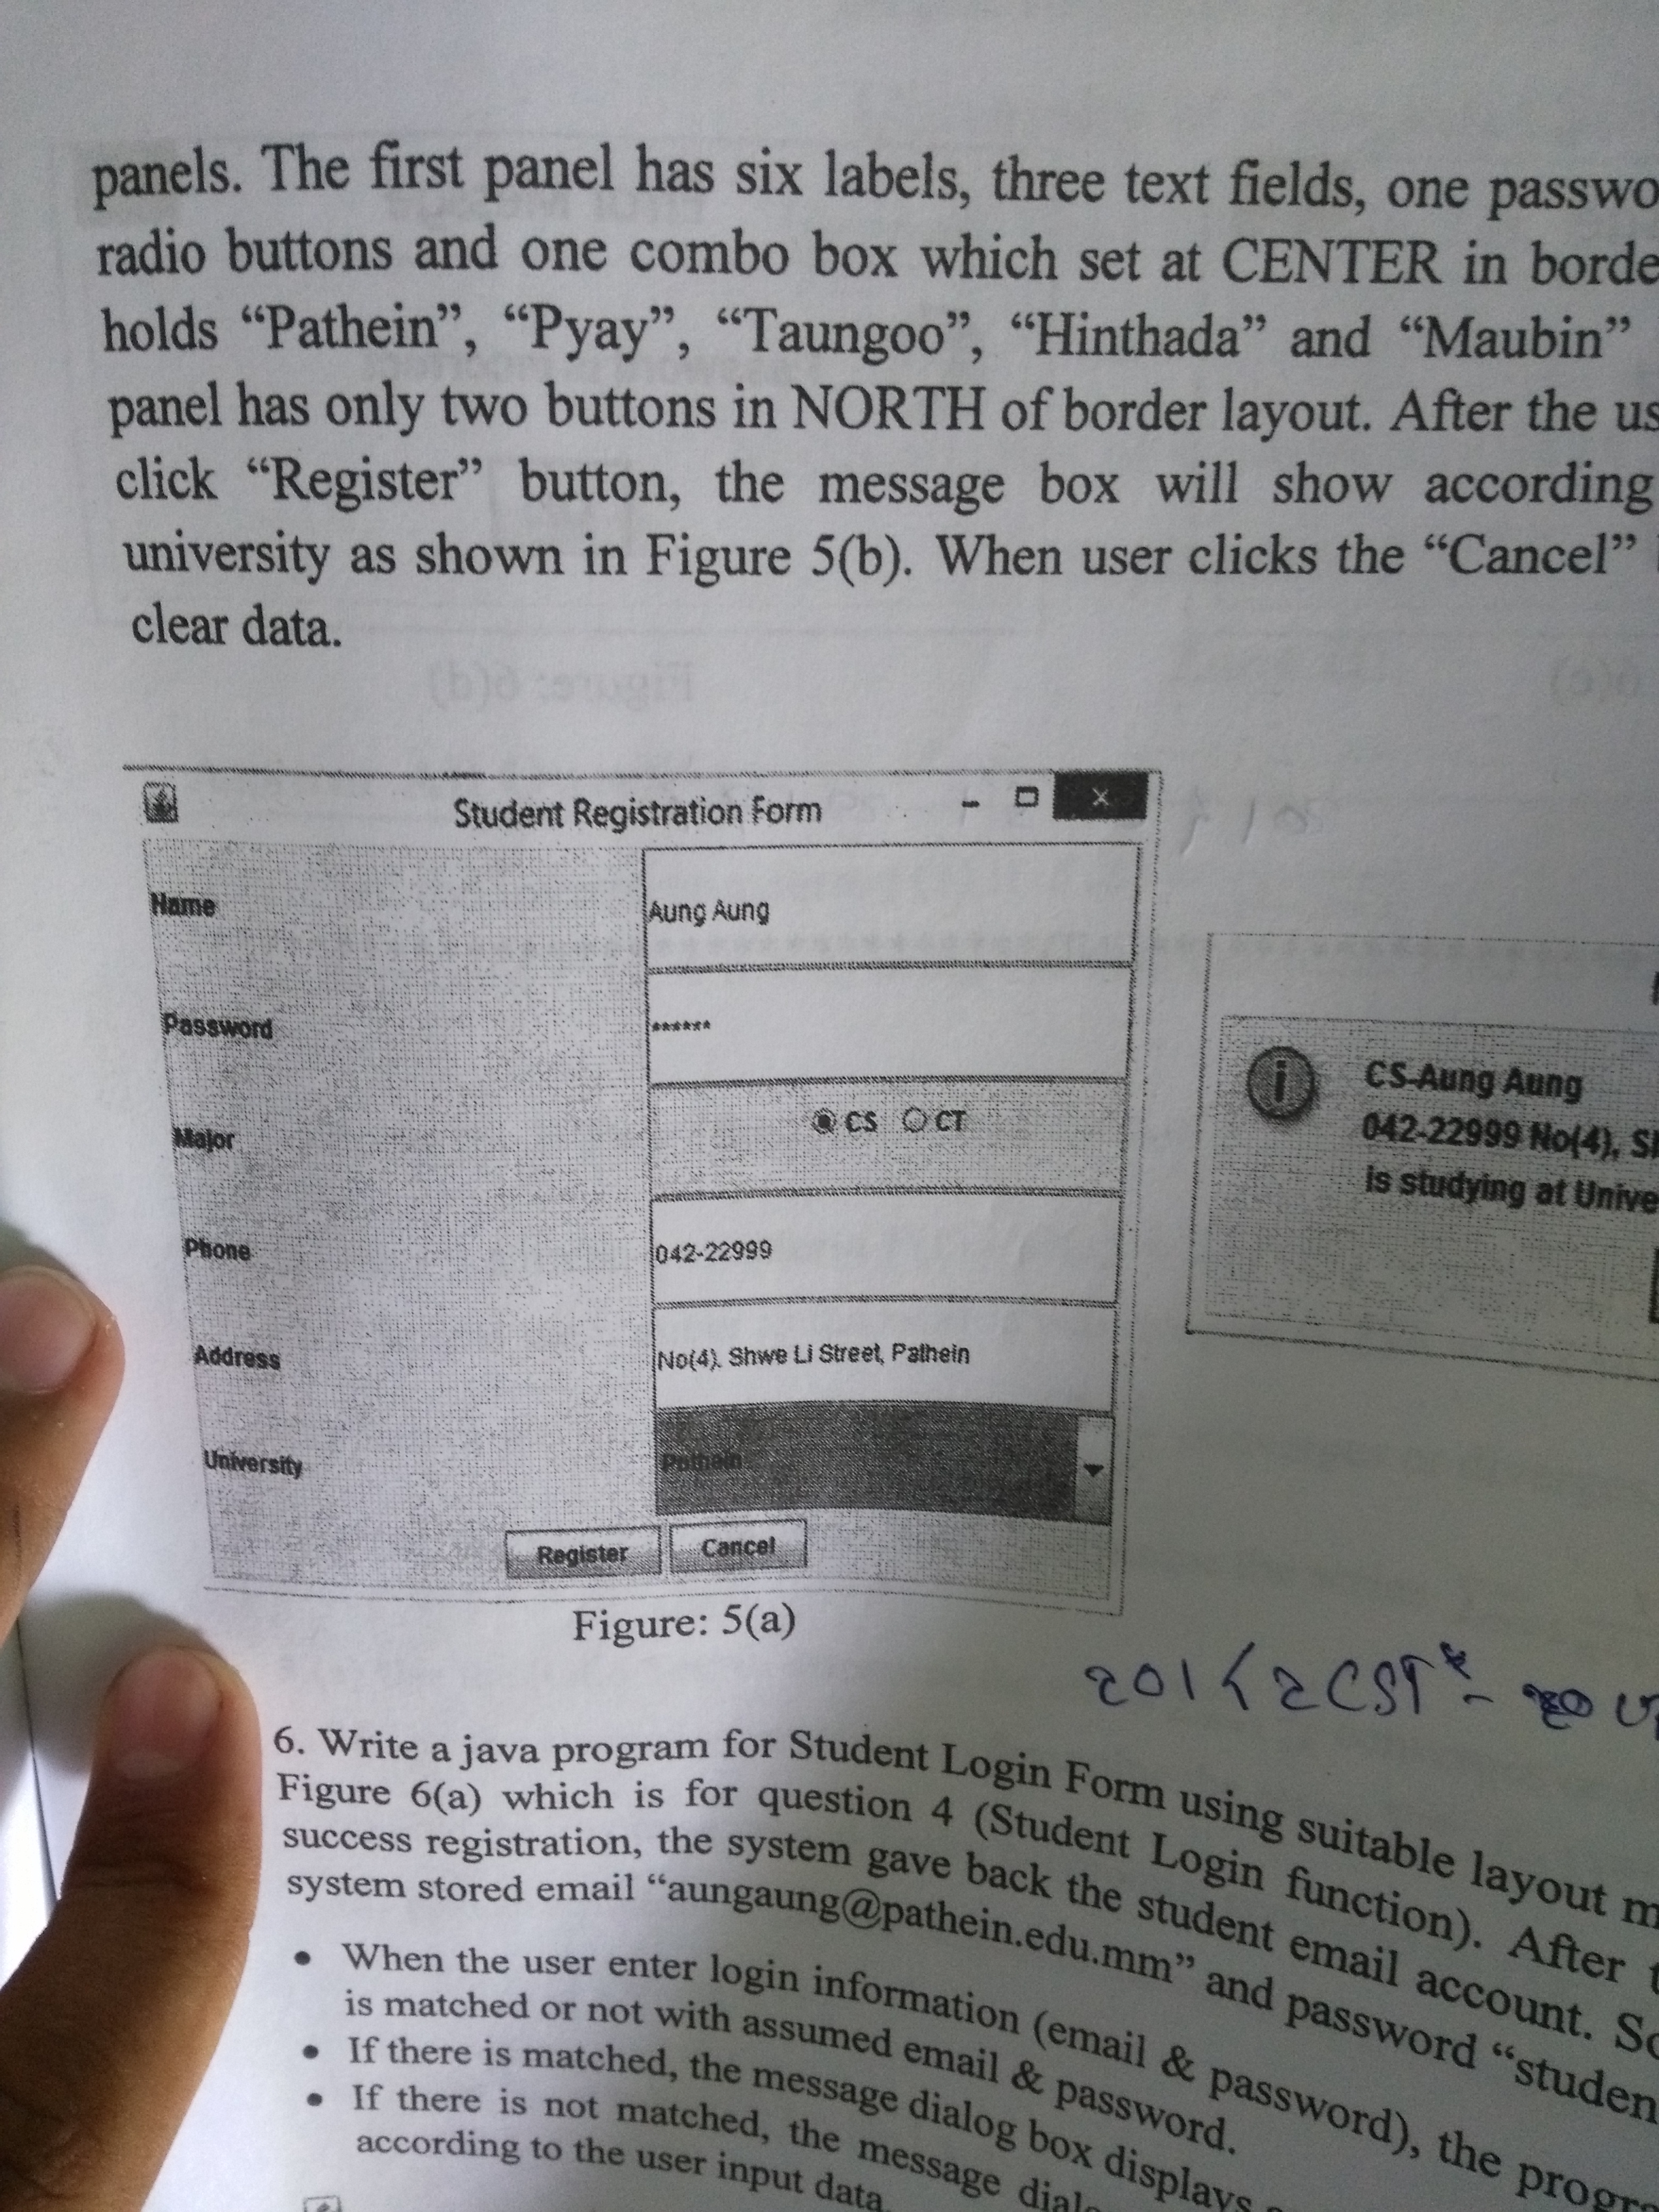 panels. The first panel has six labels, three text fields, one passwo
radio buttons and one combo box which set at CENTER in borde
holds “Pathein”, “Pyay”, “Taungoo”, “Hinthada” and “Maubin”
panel has only two buttons in NORTH of border layout. After the us
click “Register” button, the message box will show according
university as shown in Figure 5(b). When user clicks the “Cancel”
clear data.
Student Registration Form
Name
Aung Aung
Password
******
Major
CS CT
Phone
042-22999
Address
No(4), Shwe Li Street, Pathein
University
Pathein
Register Cancel
CS-Aung Aung
042-22999 No(4), S
is studying at Unive
Figure: 5(a)
6. Write a java program for Student Login Form using suitable layout m
Figure 6(a) which is for question 4 (Student Login function). After t
success registration, the system gave back the student email account. So
system stored email “aungaung@pathein.edu.mm” and password “studen
• When the user enter login information (email & password), the progra
is matched or not with assumed email & password.
• If there is matched, the message dialog box displays
• If there is not matched, the message dialo
according to the user input data.